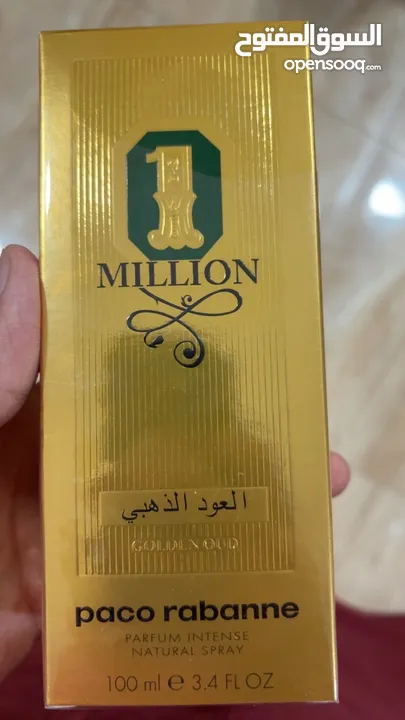 السوق المفتوح
opensooq.com
1
MILLION
العود الذهبي
GOLDEN OUD
paco rabanne
PARFUM INTENSE
NATURAL SPRAY
100 ml e 3.4 FL OZ